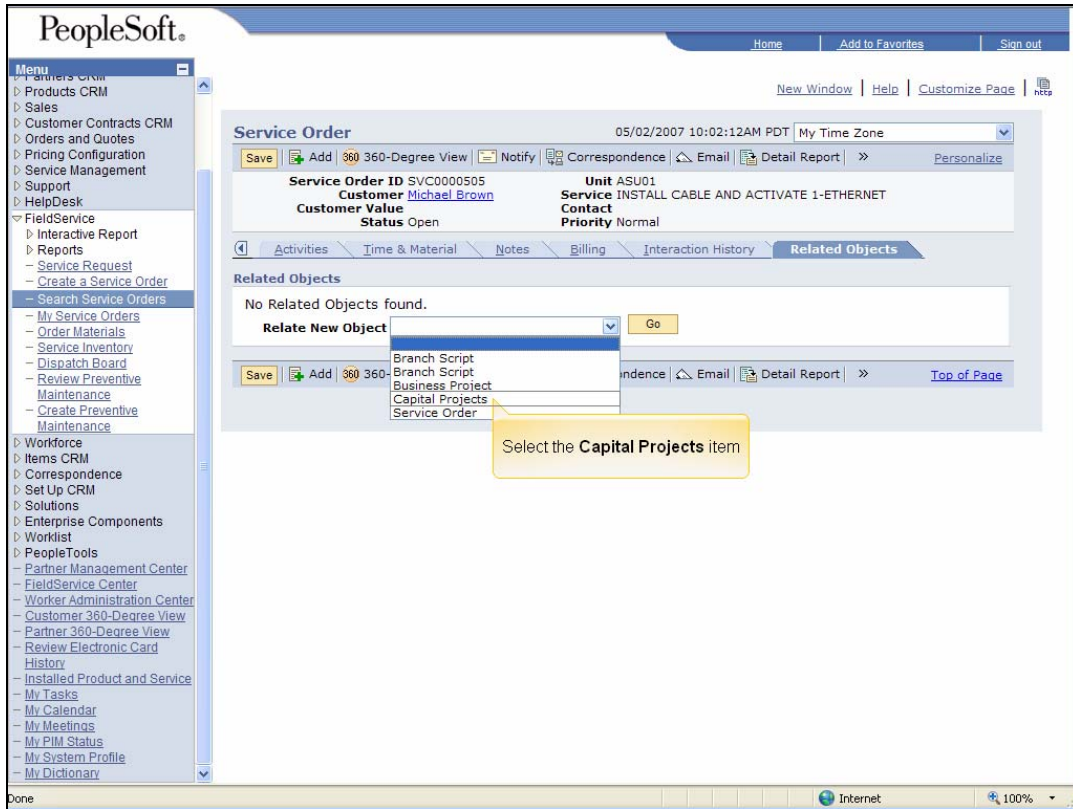 PeopleSoft®
Home
Add to Favorites
Sign out
Menu
Partners CRM
Products CRM
Sales
Customer Contracts CRM
Orders and Quotes
Pricing Configuration
Service Management
Support
HelpDesk
FieldService
Interactive Report
Reports
Service Request
Create a Service Order
Search Service Orders
My Service Orders
Order Materials
Service Inventory
Dispatch Board
Review Preventive
Maintenance
Create Preventive
Maintenance
Workforce
Items CRM
Correspondence
Set Up CRM
Solutions
Enterprise Components
Worklist
PeopleTools
Partner Management Center
FieldService Center
Worker Administration Center
Customer 360-Degree View
Partner 360-Degree View
Review Electronic Card
History
Installed Product and Service
My Tasks
My Calendar
My Meetings
My PIM Status
My System Profile
My Dictionary
New Window | Help | Customize Page | http
Service Order 05/02/2007 10:02:12AM PDT My Time Zone
Save | Add | 360 360-Degree View | Notify | Correspondence | Email | Detail Report | » Personalize
Service Order ID SVC0000505 Unit ASU01
Customer Michael Brown Service INSTALL CABLE AND ACTIVATE 1-ETHERNET
Customer Value Contact
Status Open Priority Normal
Activities Time & Material Notes Billing Interaction History Related Objects
Related Objects
No Related Objects found.
Relate New Object Go
Branch Script
Branch Script
Business Project
Capital Projects
Service Order
Save | Add | 360 360- ndence | Email | Detail Report | » Top of Page
Select the Capital Projects item
Done Internet 100%